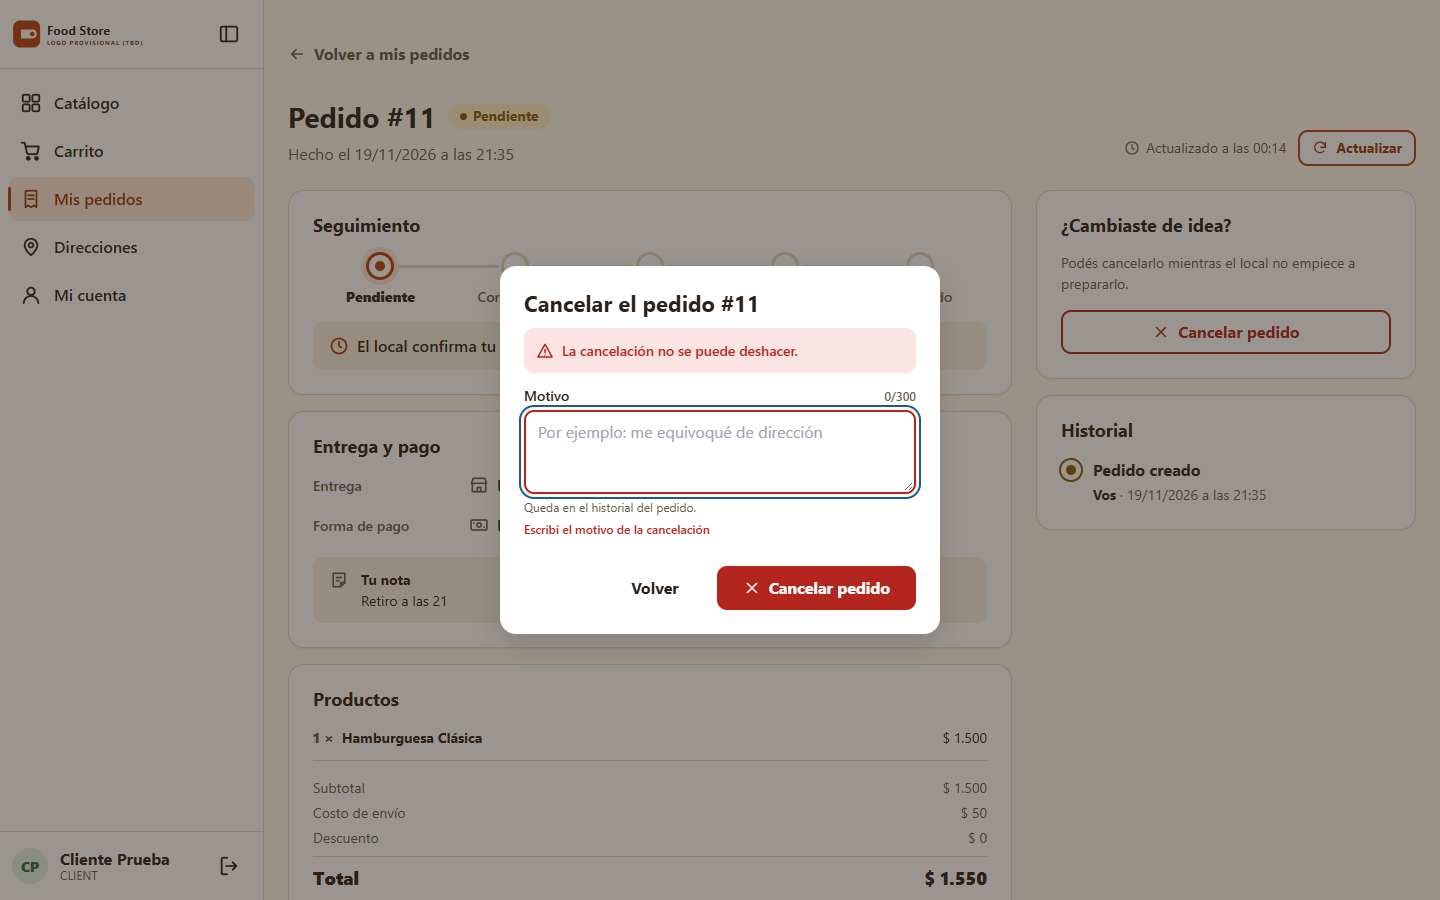 Food Store
LOGO PROVISIONAL (TBD)
Catálogo
Carrito
Mis pedidos
Direcciones
Mi cuenta
CP
Cliente Prueba
CLIENT
Volver a mis pedidos
Pedido #11
Pendiente
Hecho el 19/11/2026 a las 21:35
Actualizado a las 00:14
Actualizar
Seguimiento
Pendiente
El local confirma tu
Entrega y pago
Entrega
Forma de pago
Tu nota
Retiro a las 21
Productos
1 × Hamburguesa Clásica $ 1.500
Subtotal $ 1.500
Costo de envío $ 50
Descuento $ 0
Total $ 1.550
¿Cambiaste de idea?
Podés cancelarlo mientras el local no empiece a
prepararlo.
Cancelar pedido
Historial
Pedido creado
Vos · 19/11/2026 a las 21:35
Cancelar el pedido #11
La cancelación no se puede deshacer.
Motivo 0/300
Por ejemplo: me equivoqué de dirección
Queda en el historial del pedido.
Escribí el motivo de la cancelación
Volver
Cancelar pedido